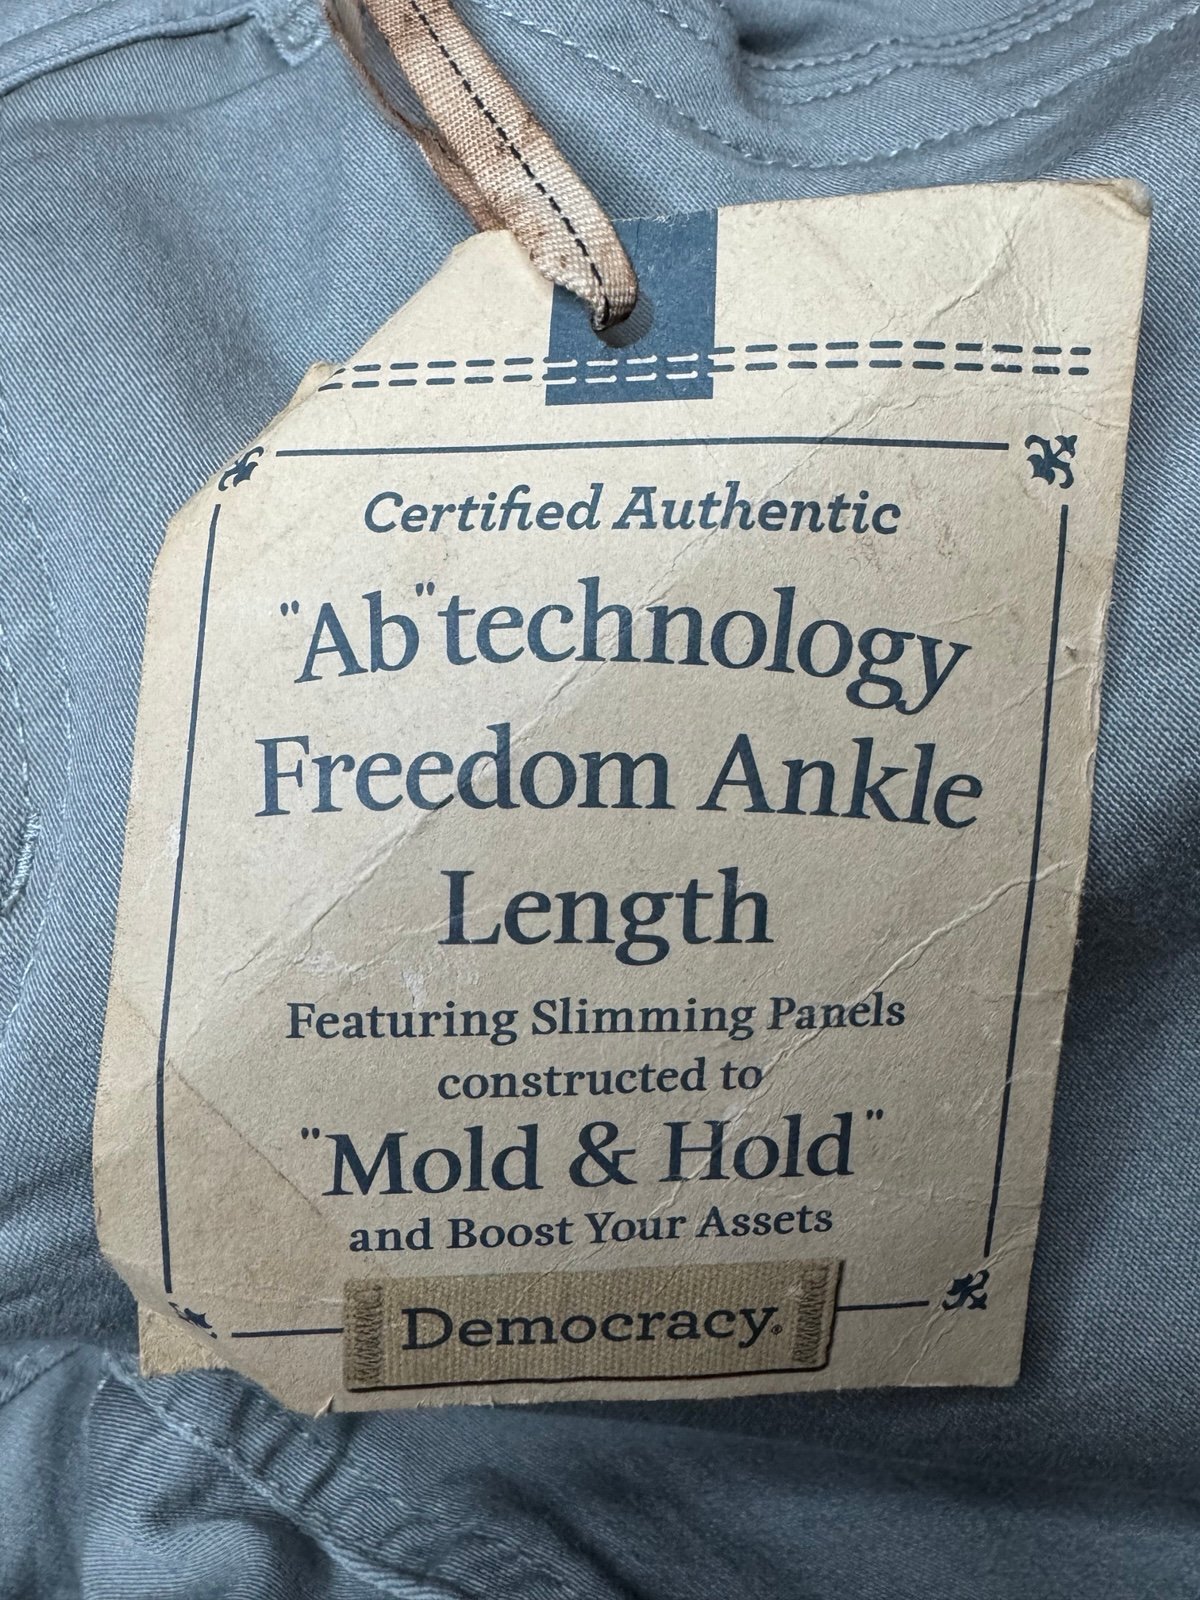 Certified Authentic
"Ab"technology
Freedom Ankle
Length
Featuring Slimming Panels
constructed to
"Mold & Hold"
and Boost Your Assets
Democracy®